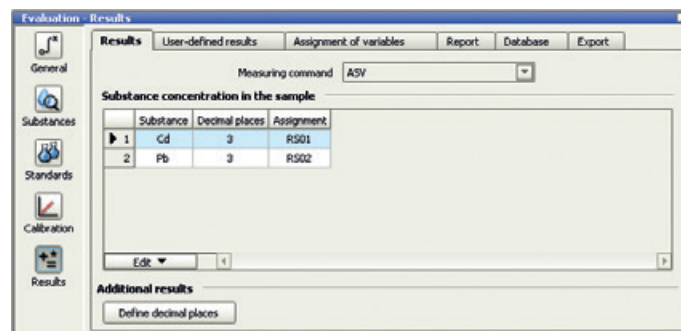 Evaluation - Results
General
Substances
Standards
Calibration
Results
Results User-defined results Assignment of variables Report Database Export
Measuring command ASV
Substance concentration in the sample
Substance Decimal places Assignment
1 Cd 3 RS01
2 Pb 3 RS02
Edit
Additional results
Define decimal places